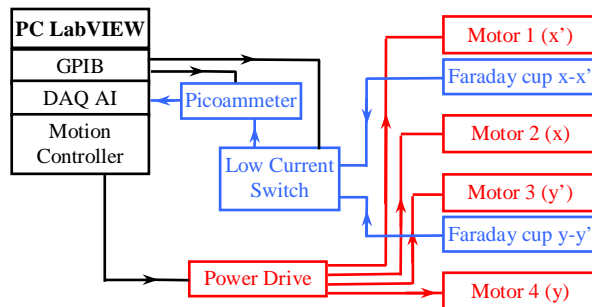 PC LabVIEW
GPIB
DAQ AI
Motion
Controller
Picoammeter
Low Current
Switch
Power Drive
Motor 1 (x’)
Faraday cup x-x’
Motor 2 (x)
Motor 3 (y’)
Faraday cup y-y’
Motor 4 (y)